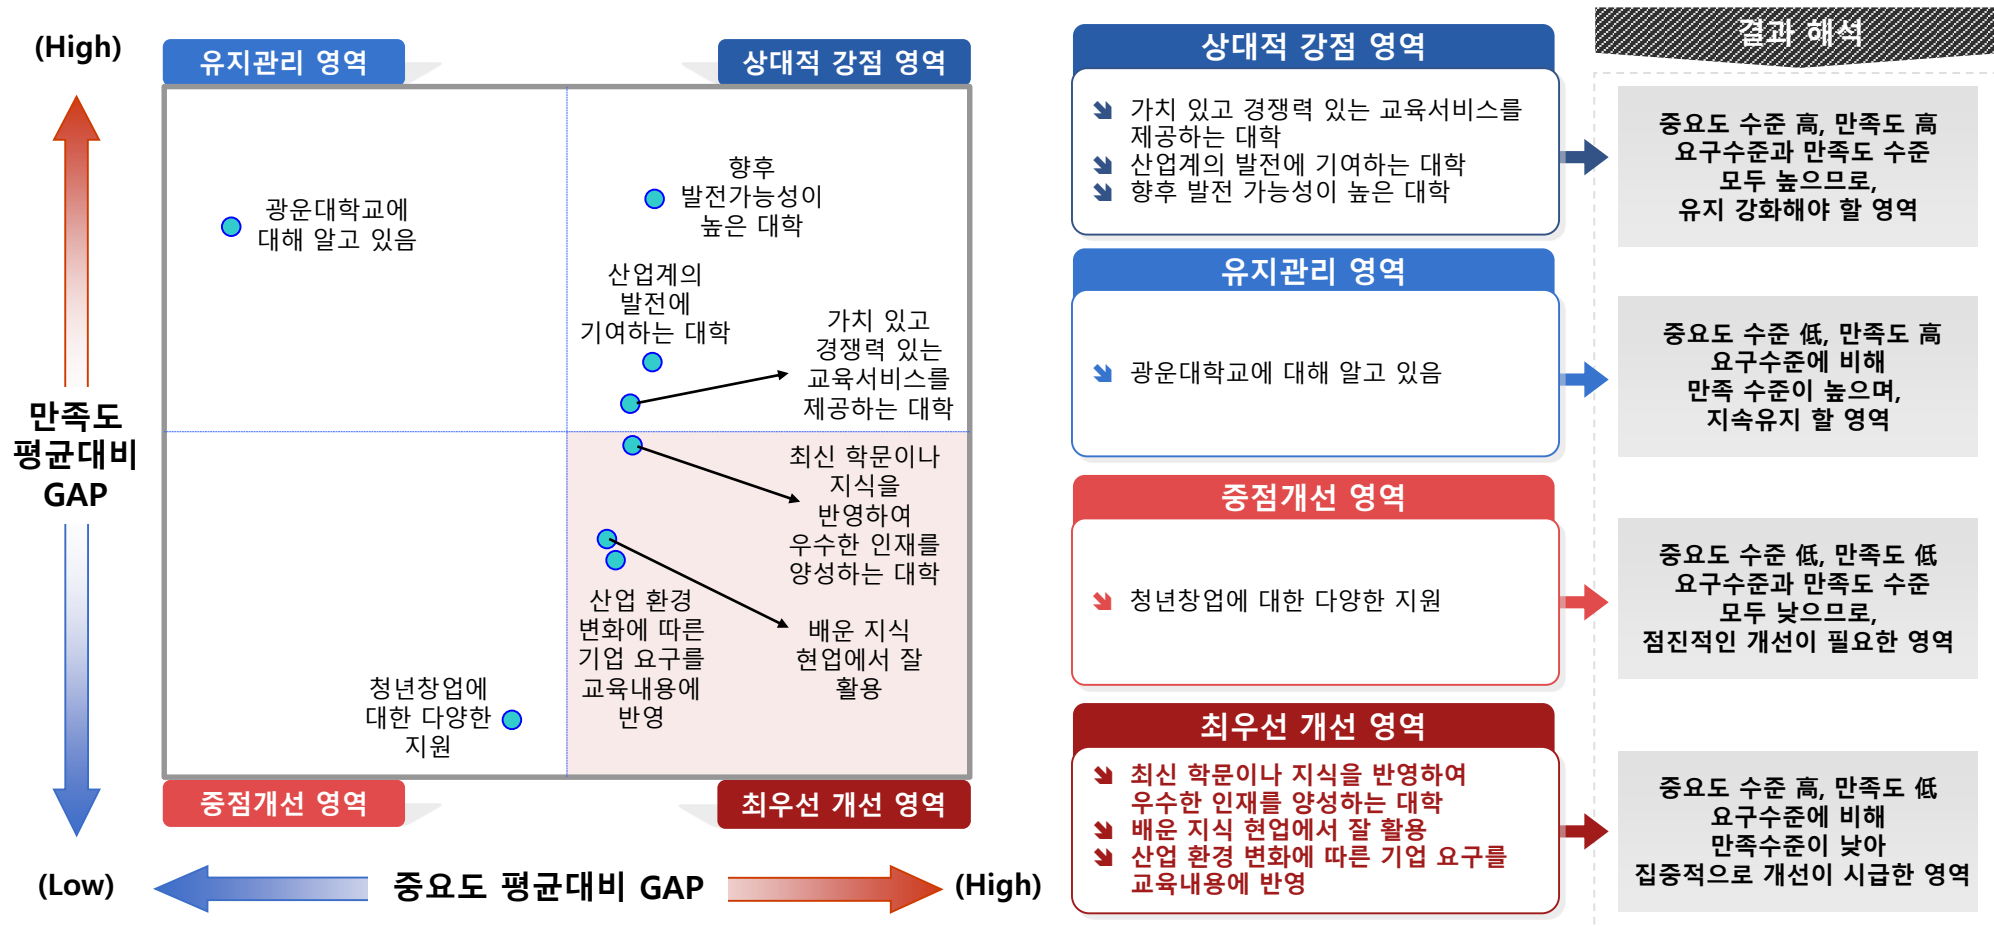 (High)
유지관리 영역
상대적 강점 영역
광운대학교에
대해 알고 있음
향후
발전가능성이
높은 대학
산업계의
발전에
기여하는 대학
가치 있고
경쟁력 있는
교육서비스를
제공하는 대학
만족도
평균대비
GAP
최신 학문이나
지식을
반영하여
우수한 인재를
양성하는 대학
산업 환경
변화에 따른
기업 요구를
교육내용에
반영
배운 지식
현업에서 잘
활용
청년창업에
대한 다양한
지원
중점개선 영역
최우선 개선 영역
(Low)
중요도 평균대비 GAP
(High)
상대적 강점 영역
가치 있고 경쟁력 있는 교육서비스를
제공하는 대학
산업계의 발전에 기여하는 대학
향후 발전 가능성이 높은 대학
유지관리 영역
광운대학교에 대해 알고 있음
중점개선 영역
청년창업에 대한 다양한 지원
최우선 개선 영역
최신 학문이나 지식을 반영하여
우수한 인재를 양성하는 대학
배운 지식 현업에서 잘 활용
산업 환경 변화에 따른 기업 요구를
교육내용에 반영
결과 해석
중요도 수준 高, 만족도 高
요구수준과 만족도 수준
모두 높으므로,
유지 강화해야 할 영역
중요도 수준 低, 만족도 高
요구수준에 비해
만족 수준이 높으며,
지속유지 할 영역
중요도 수준 低, 만족도 低
요구수준과 만족도 수준
모두 낮으므로,
점진적인 개선이 필요한 영역
중요도 수준 高, 만족도 低
요구수준에 비해
만족수준이 낮아
집중적으로 개선이 시급한 영역